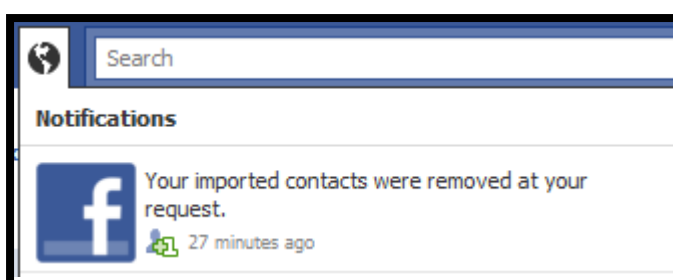 Search
Notifications
Your imported contacts were removed at your
request.
27 minutes ago
f